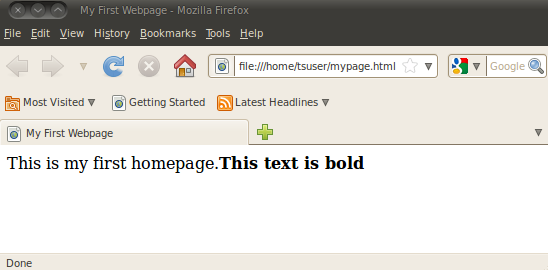 My First Webpage - Mozilla Firefox
File Edit View History Bookmarks Tools Help
file:///home/tsuser/mypage.html Google
Most Visited Getting Started Latest Headlines
My First Webpage
This is my first homepage.This text is bold
Done